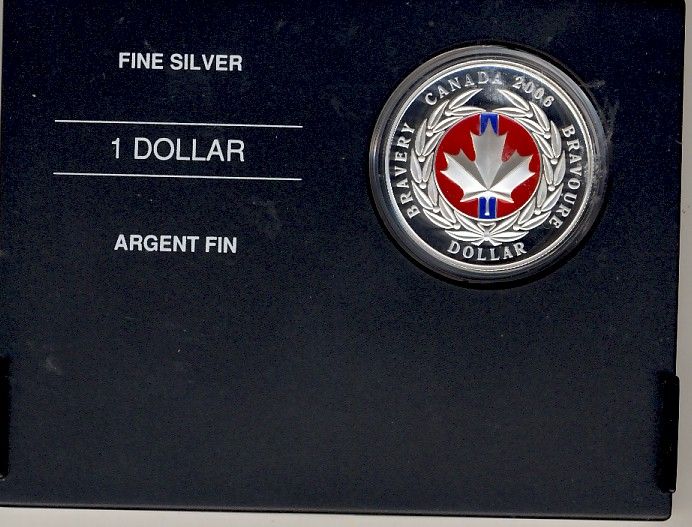 FINE SILVER
1 DOLLAR
ARGENT FIN
CANADA 2006
BRAVERY
BRAVOURE
DOLLAR